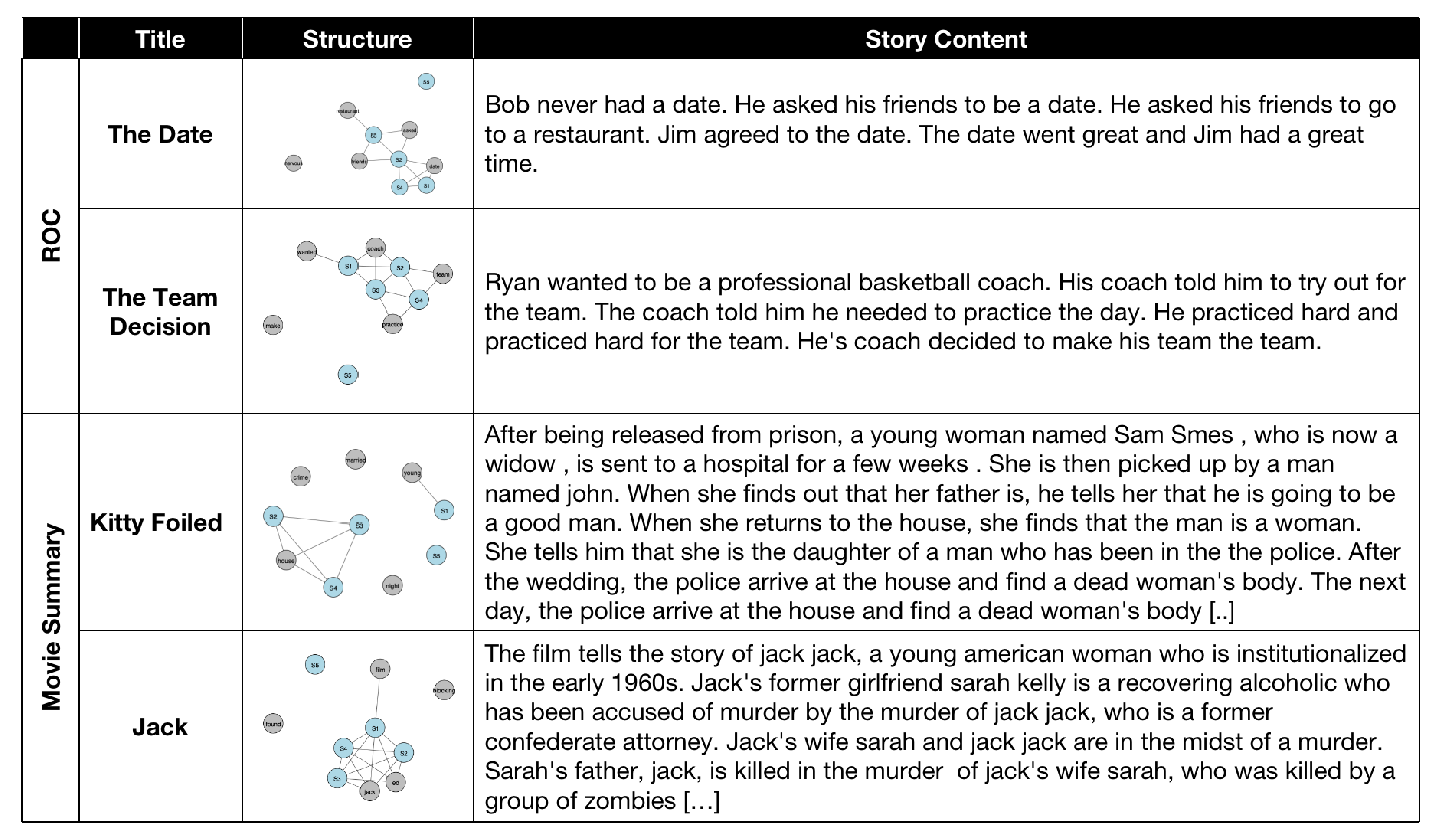 Title Structure Story Content
ROC
The Date
S5
restaurant
S3
asked
nervous
friends
S2
date
S4
S1
Bob never had a date. He asked his friends to be a date. He asked his friends to go
to a restaurant. Jim agreed to the date. The date went great and Jim had a great
time.
The Team
Decision
wanted
coach
S1
S2
team
S3
S4
make
practice
S5
Ryan wanted to be a professional basketball coach. His coach told him to try out for
the team. The coach told him he needed to practice the day. He practiced hard and
practiced hard for the team. He's coach decided to make his team the team.
Movie Summary
Kitty Foiled
married
crime
young
S2
S1
S5
house
S4
night
After being released from prison, a young woman named Sam Smes , who is now a
widow , is sent to a hospital for a few weeks . She is then picked up by a man
named john. When she finds out that her father is, he tells her that he is going to be
a good man. When she returns to the house, she finds that the man is a woman.
She tells him that she is the daughter of a man who has been in the the police. After
the wedding, the police arrive at the house and find a dead woman's body. The next
day, the police arrive at the house and find a dead woman's body [..]
Jack
S5
film
found
S1
S4
S2
S3
jack
The film tells the story of jack jack, a young american woman who is institutionalized
in the early 1960s. Jack's former girlfriend sarah kelly is a recovering alcoholic who
has been accused of murder by the murder of jack jack, who is a former
confederate attorney. Jack's wife sarah and jack jack are in the midst of a murder.
Sarah's father, jack, is killed in the murder of jack's wife sarah, who was killed by a
group of zombies […]